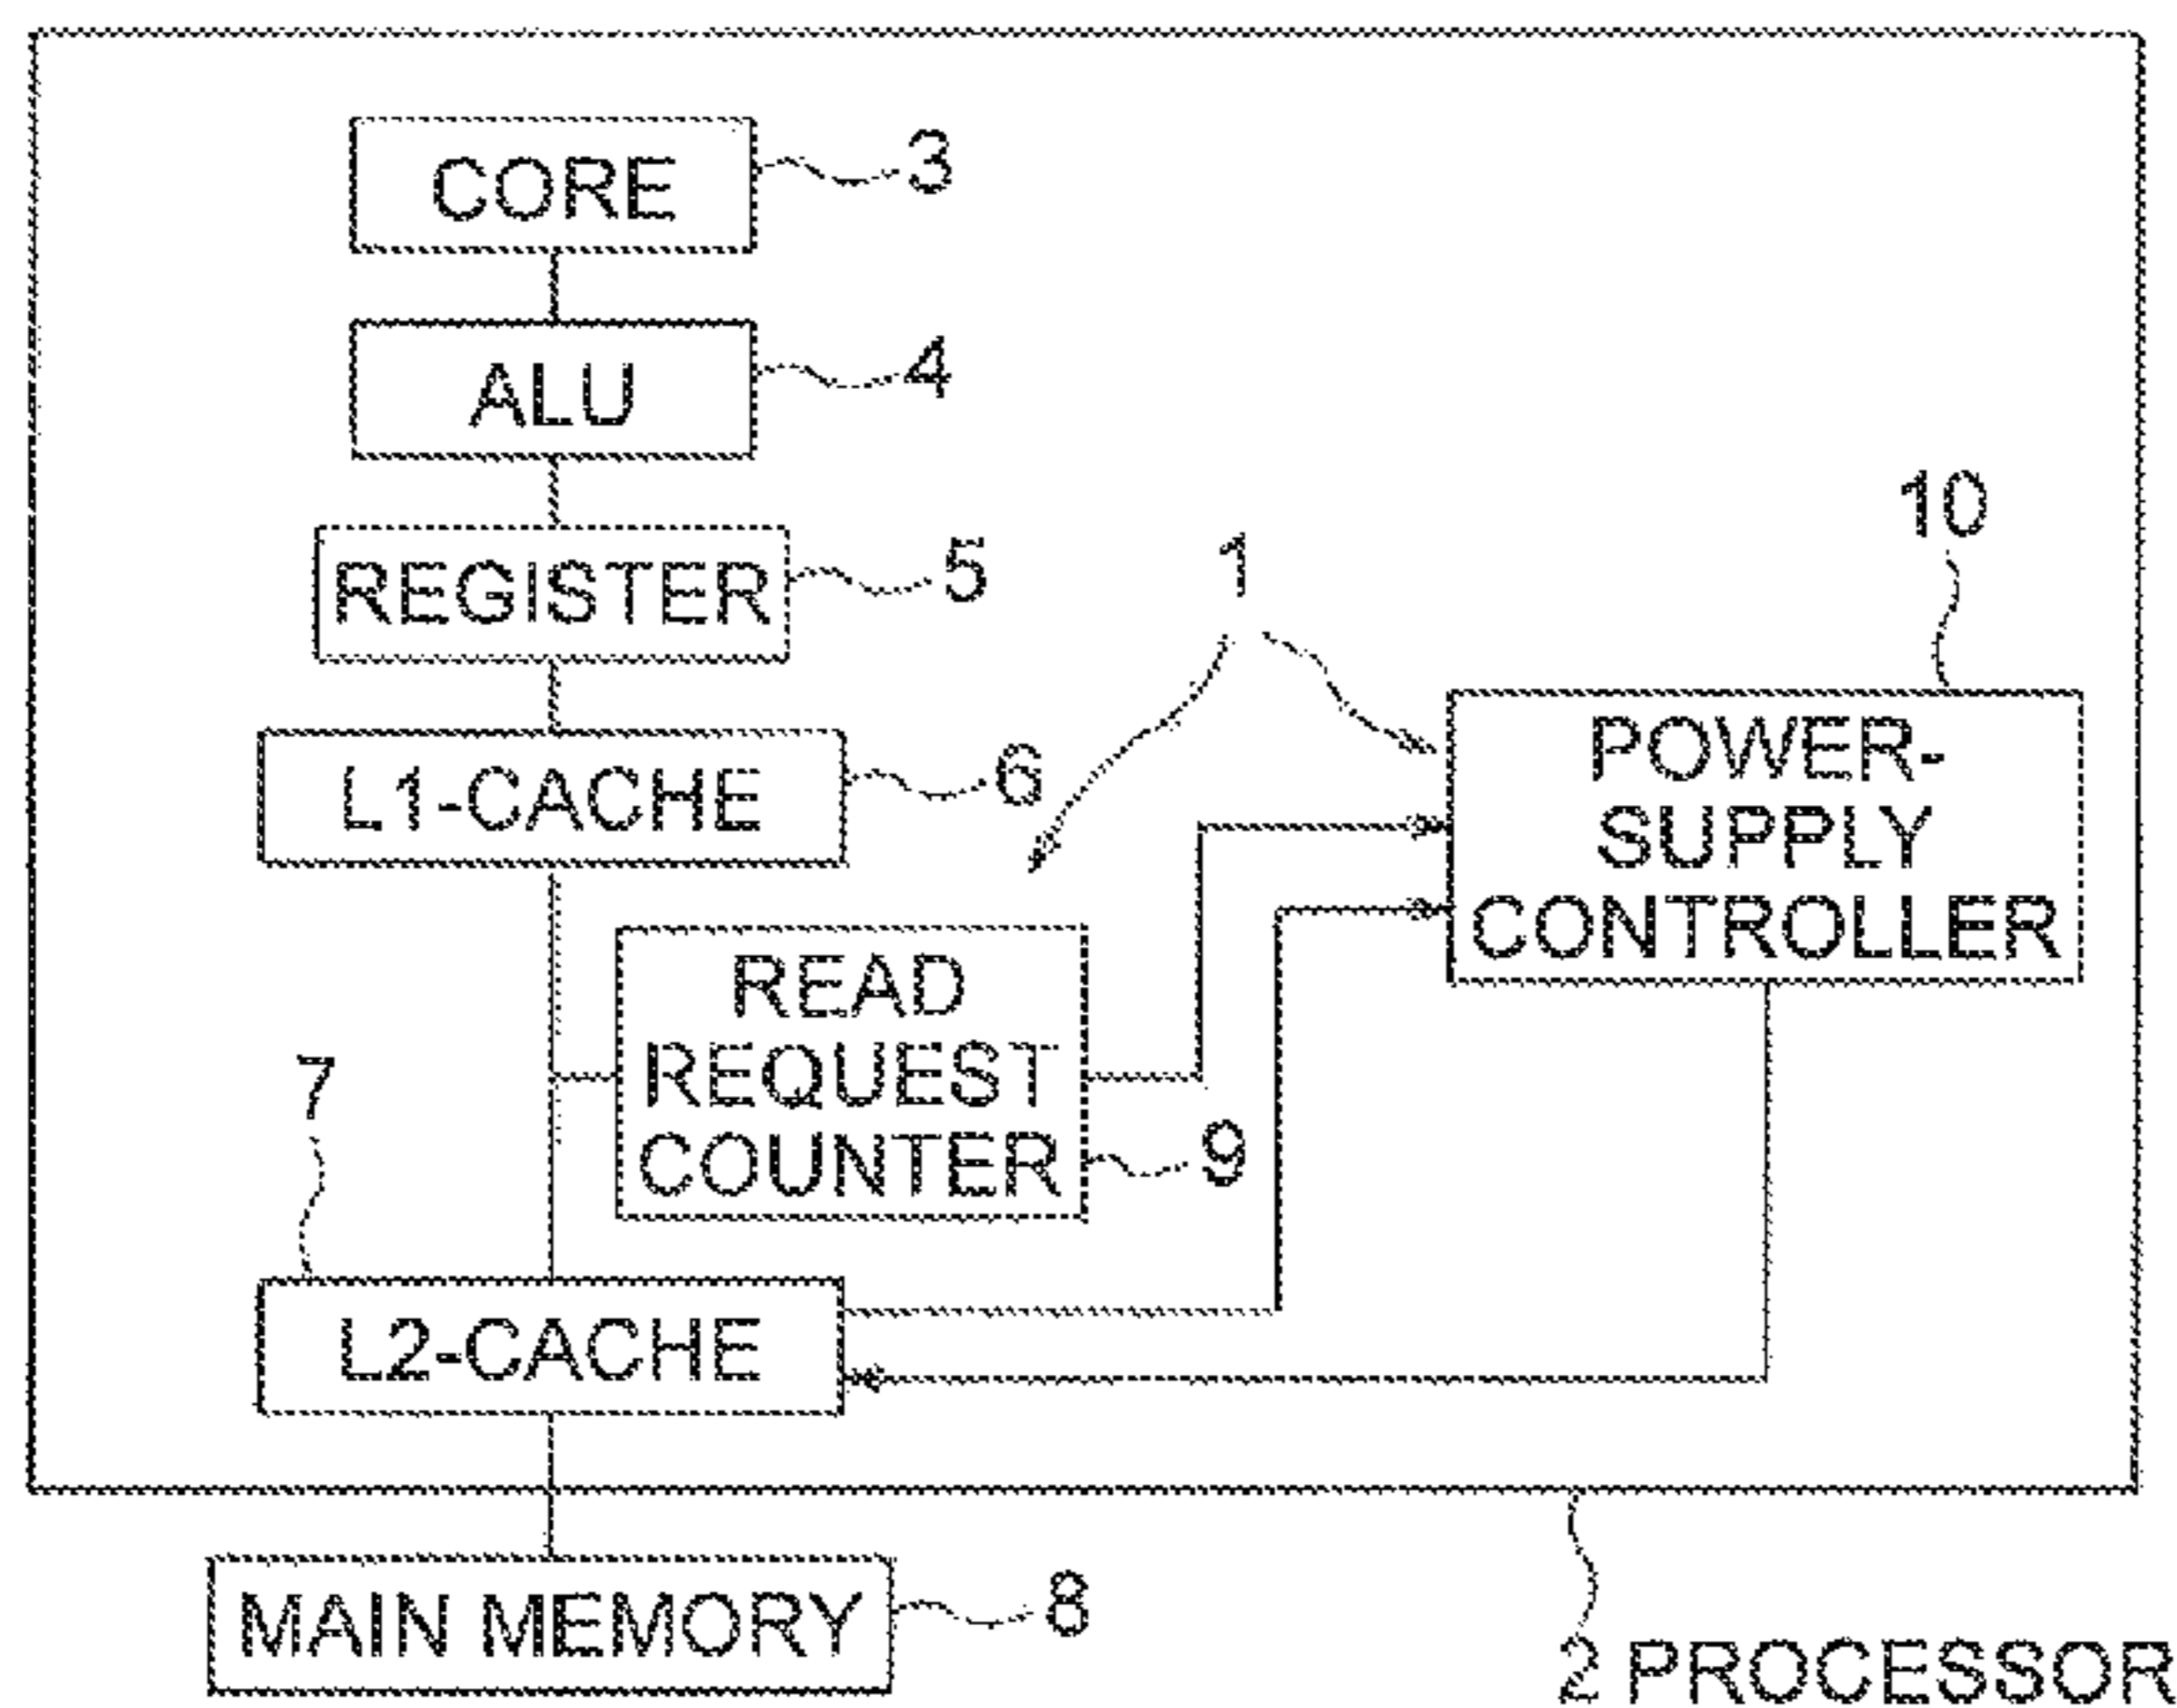 CORE
3
ALU
4
REGISTER
5
1
10
L1-CACHE
6
POWER-
SUPPLY
CONTROLLER
READ
REQUEST
COUNTER
9
7
L2-CACHE
MAIN MEMORY
8
2 PROCESSOR